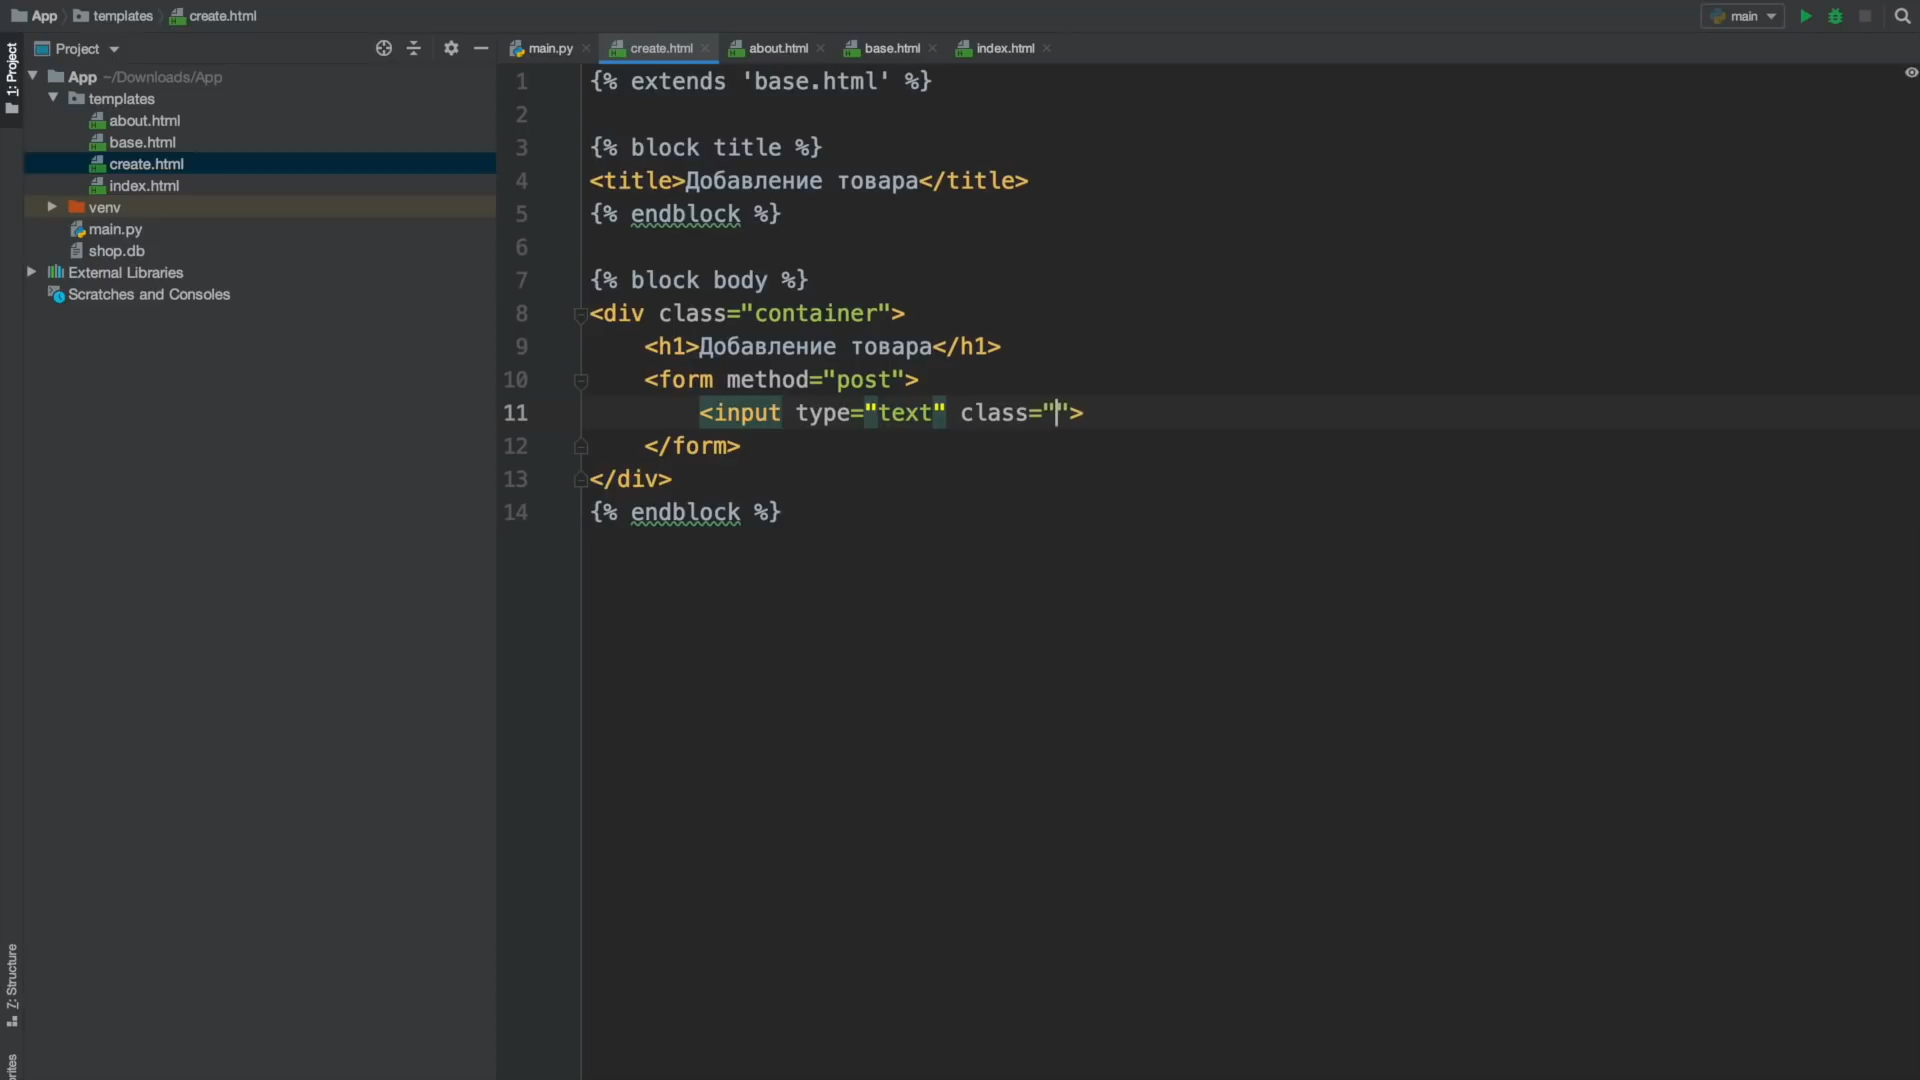 App templates create.html main
Project main.py create.html about.html base.html index.html
1: Project
App ~/Downloads/App
templates
about.html
base.html
create.html
index.html
venv
main.py
shop.db
External Libraries
Scratches and Consoles
1 {% extends 'base.html' %}
2
3 {% block title %}
4 <title>Добавление товара</title>
5 {% endblock %}
6
7 {% block body %}
8 <div class="container">
9 <h1>Добавление товара</h1>
10 <form method="post">
11 <input type="text" class="">
12 </form>
13 </div>
14 {% endblock %}
Z: Structure